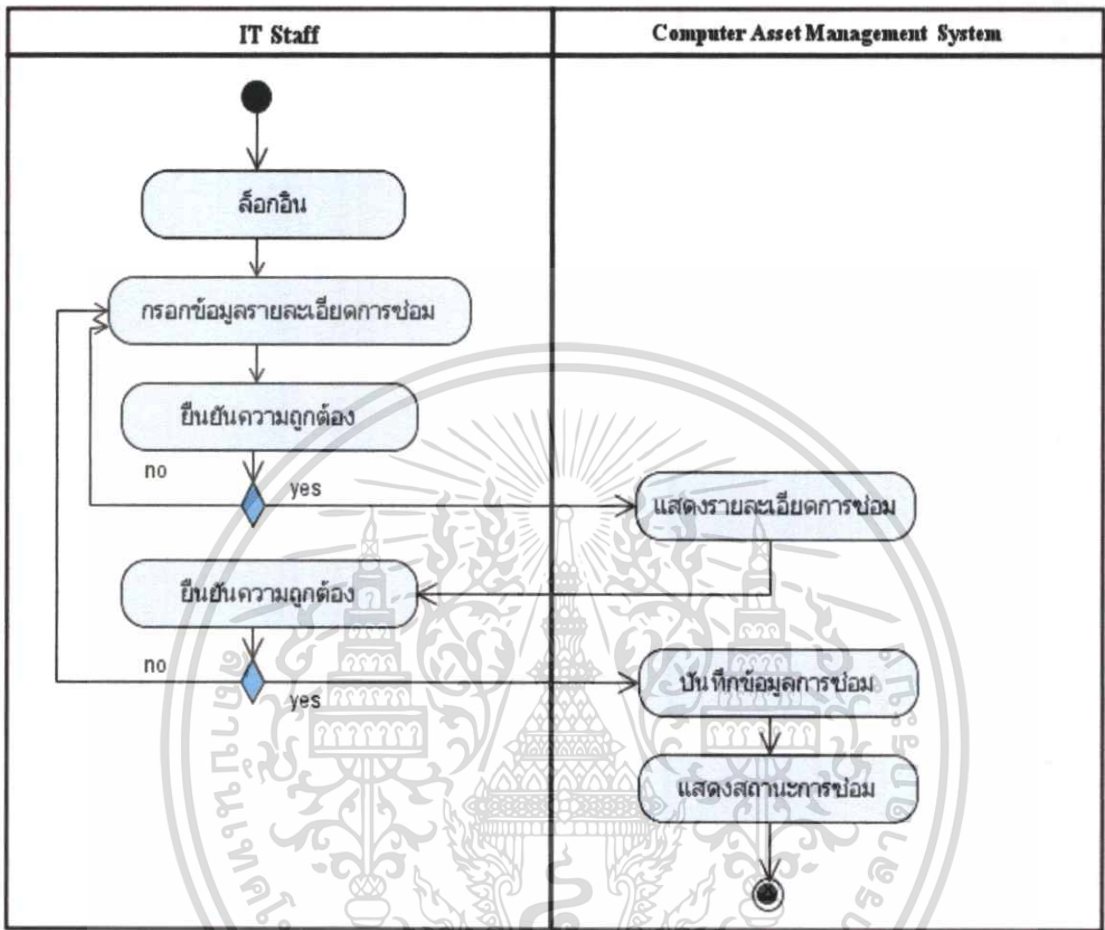 IT Staff
Computer Asset Management System
ล็อกอิน
กรอกข้อมูลรายละเอียดการซ่อม
ยืนยันความถูกต้อง
no
yes
แสดงรายละเอียดการซ่อม
ยืนยันความถูกต้อง
no
yes
บันทึกข้อมูลการซ่อม
แสดงสถานะการซ่อม